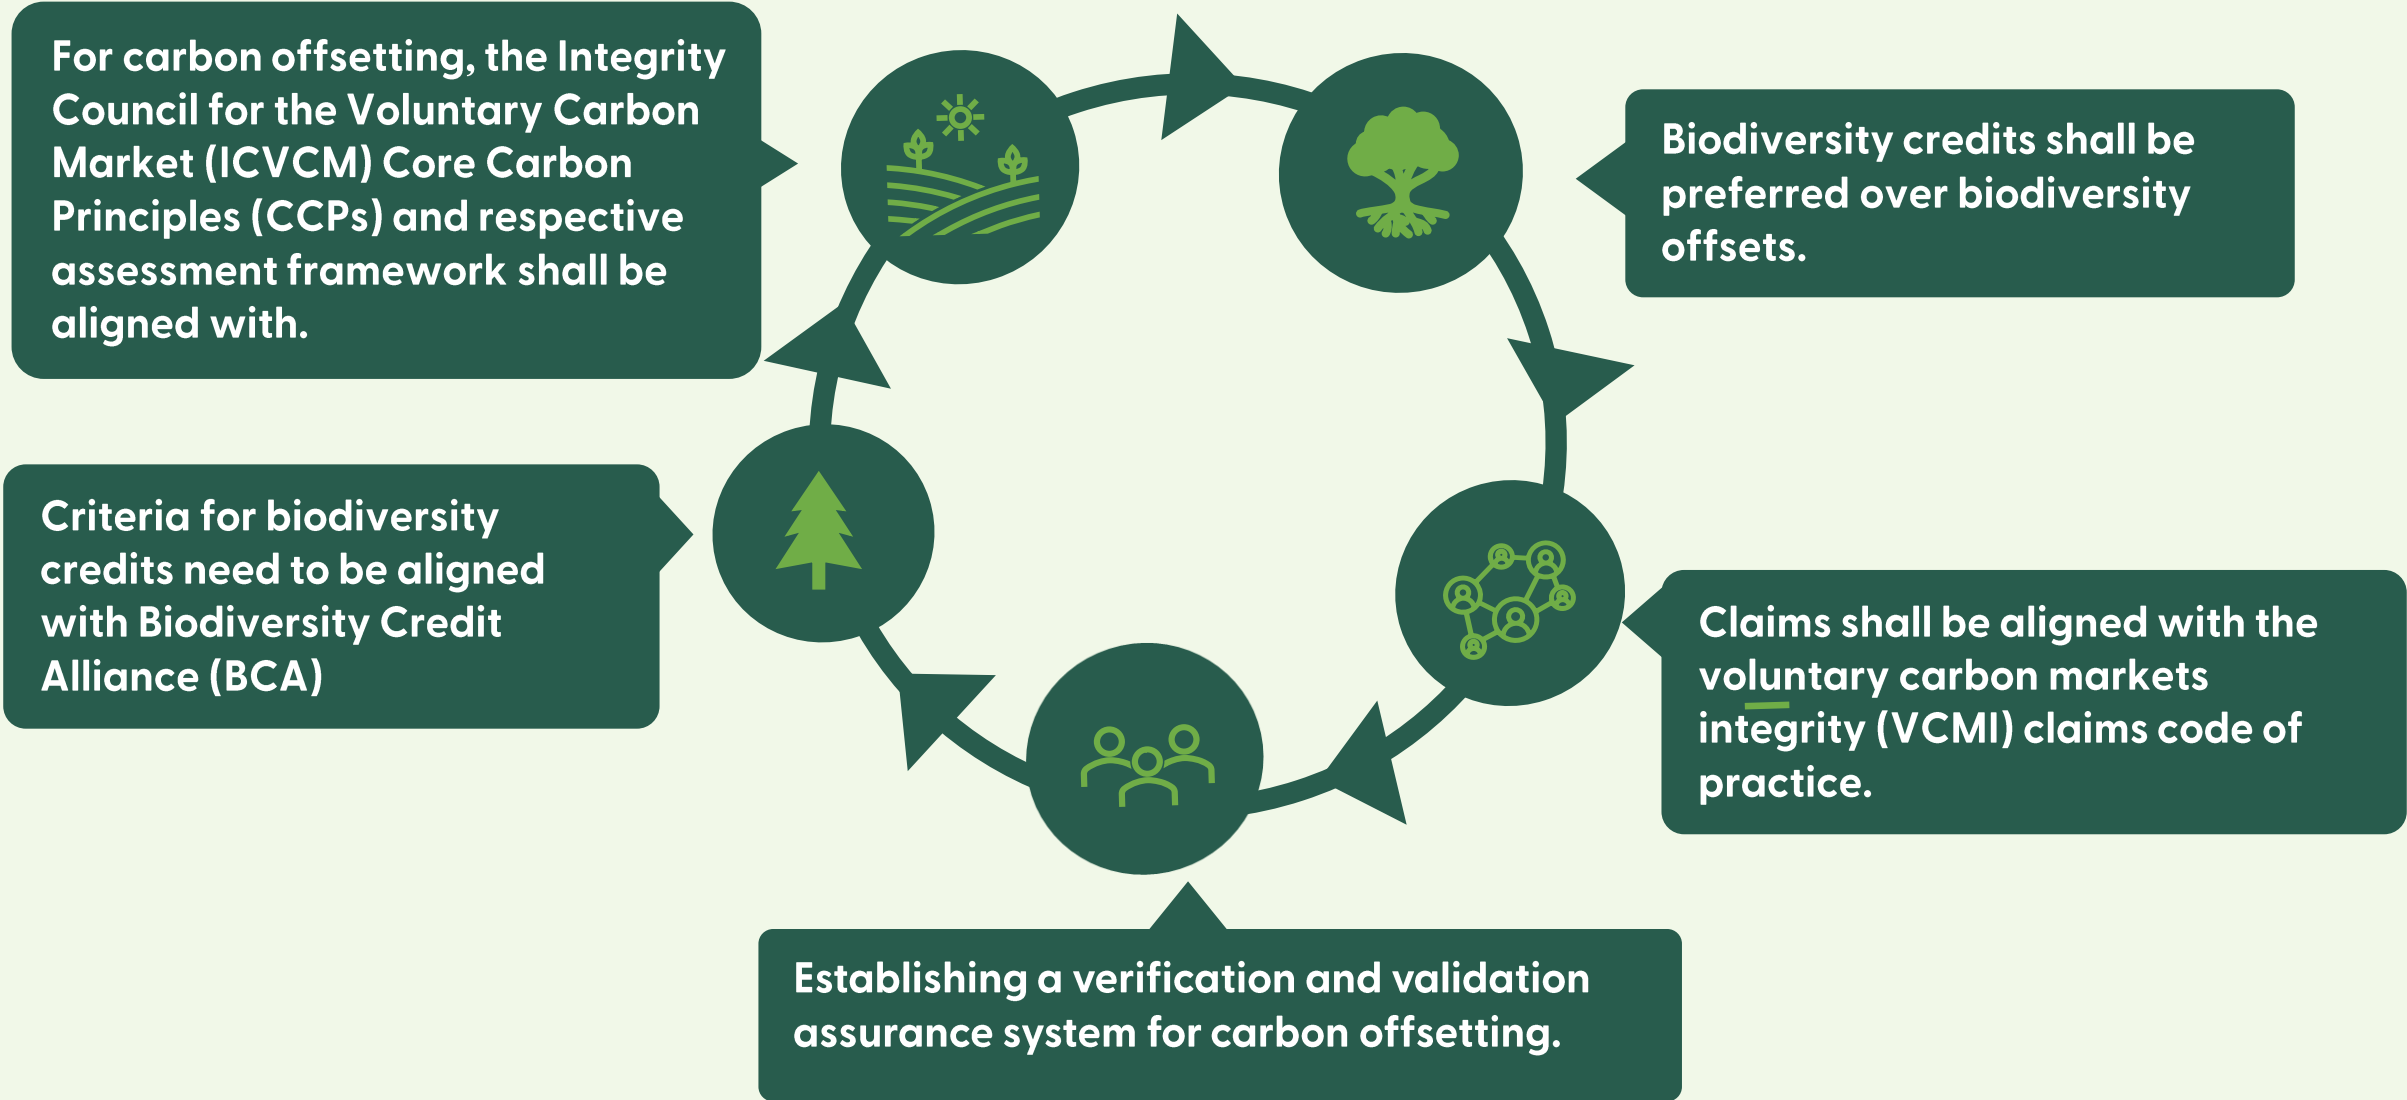 For carbon offsetting, the Integrity
Council for the Voluntary Carbon
Market (ICVCM) Core Carbon
Principles (CCPs) and respective
assessment framework shall be
aligned with.
Biodiversity credits shall be
preferred over biodiversity
offsets.
Criteria for biodiversity
credits need to be aligned
with Biodiversity Credit
Alliance (BCA)
Claims shall be aligned with the
voluntary carbon markets
integrity (VCMI) claims code of
practice.
Establishing a verification and validation
assurance system for carbon offsetting.